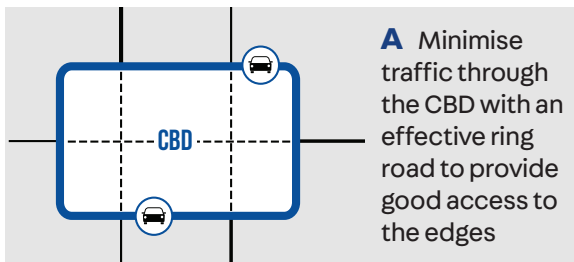 CBD
A Minimise
traffic through
the CBD with an
effective ring
road to provide
good access to
the edges